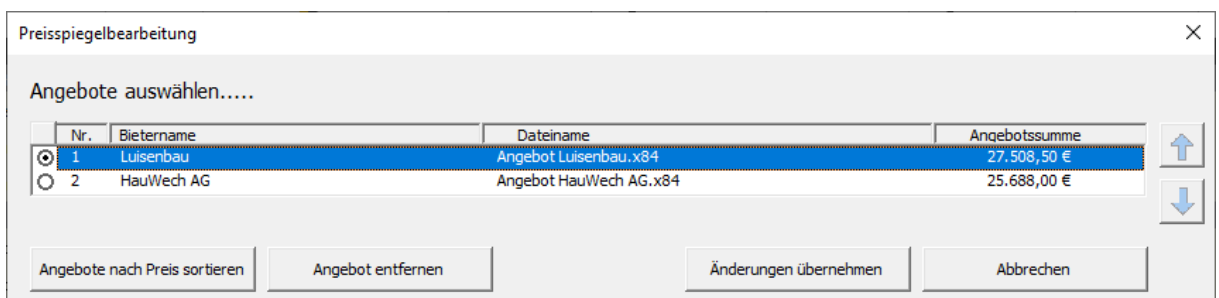 Preisspiegelbearbeitung
Angebote auswählen.....
Nr. Bietername Dateiname Angebotssumme
1 Luisenbau Angebot Luisenbau.x84 27.508,50 €
2 HauWech AG Angebot HauWech AG.x84 25.688,00 €
Angebote nach Preis sortieren Angebot entfernen Änderungen übernehmen Abbrechen